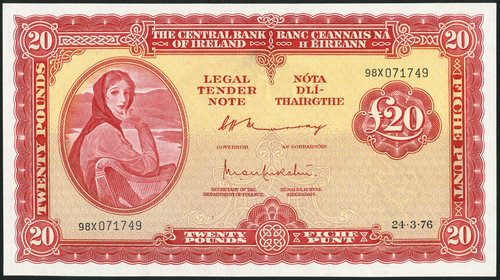 20 THE CENTRAL BANK OF IRELAND BANC CEANNAIS NA H ÉIREANN 20
TWENTY POUNDS
LEGAL TENDER NOTE
NÓTA DLÍ-THAIRGTHE
98X071749
£20
FICHE PUNT
GOVERNOR AN GOBHARNÓIR
SECRETARY OF THE DEPARTMENT OF FINANCE.
RÚNAÍ NA ROINNE AIRGEADAIS.
98X071749
24·3·76
20 TWENTY POUNDS FICHE PUNT 20